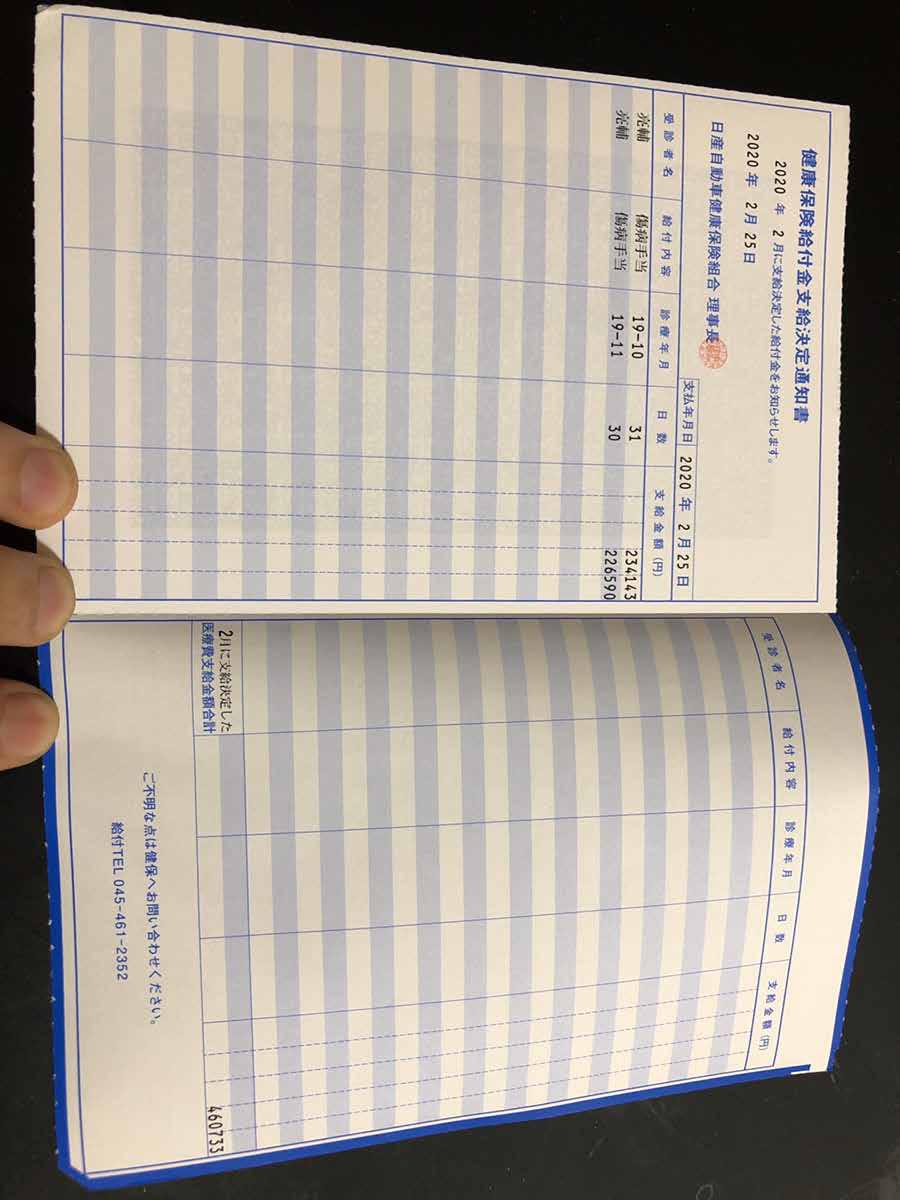 健康保険給付金支給決定通知書
2020 年 2 月に支給決定した給付金をお知らせします。
2020 年 2 月 25 日
日産自動車健康保険組合 理事長
支払年月日 2020 年 2 月 25 日
受診者名 給付内容 診療年月 日数 支給金額(円)
亮輔 傷病手当 19-10 31 234143
亮輔 傷病手当 19-11 30 226590
受診者名 給付内容 診療年月 日数 支給金額(円)
2月に支給決定した
医療費支給金額合計 460733
ご不明な点は健保へお問い合わせください。
給付TEL 045-461-2352